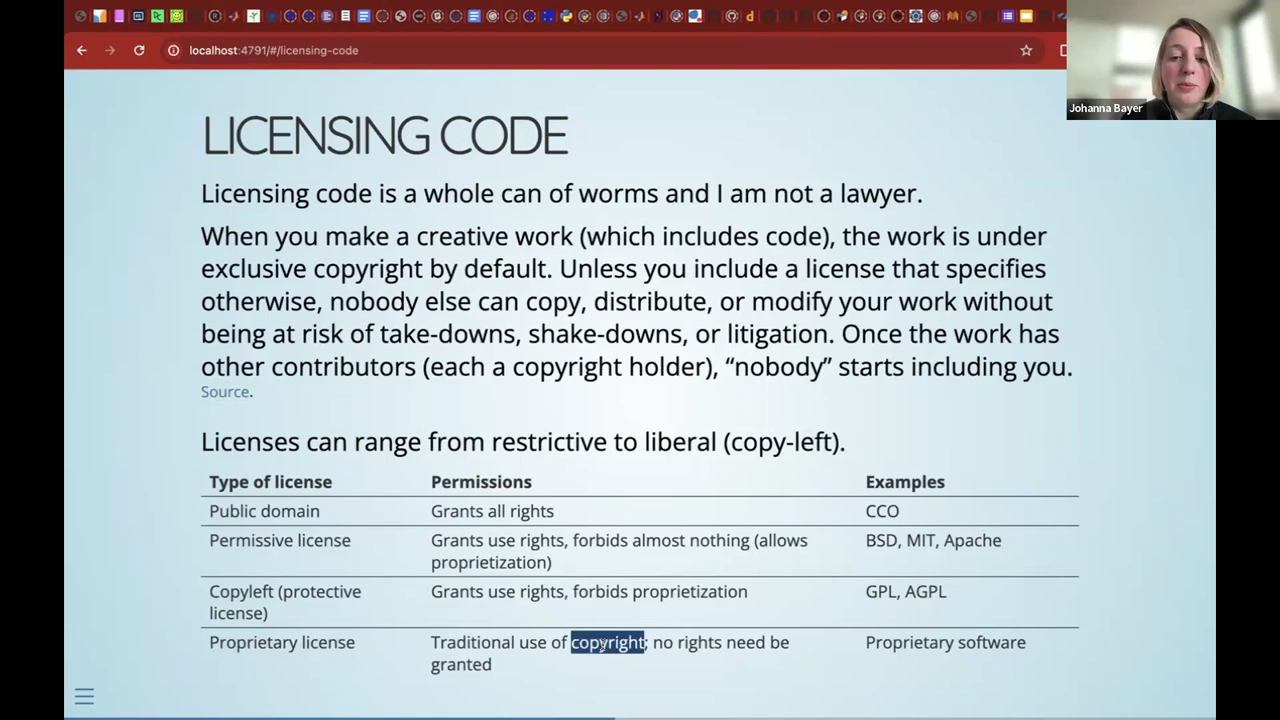 localhost:4791/#/licensing-code
Johanna Bayer
LICENSING CODE
Licensing code is a whole can of worms and I am not a lawyer.
When you make a creative work (which includes code), the work is under
exclusive copyright by default. Unless you include a license that specifies
otherwise, nobody else can copy, distribute, or modify your work without
being at risk of take-downs, shake-downs, or litigation. Once the work has
other contributors (each a copyright holder), “nobody” starts including you.
Source.
Licenses can range from restrictive to liberal (copy-left).
Type of license Permissions Examples
Public domain Grants all rights CCO
Permissive license Grants use rights, forbids almost nothing (allows BSD, MIT, Apache
proprietization)
Copyleft (protective Grants use rights, forbids proprietization GPL, AGPL
license)
Proprietary license Traditional use of copyright; no rights need be Proprietary software
granted